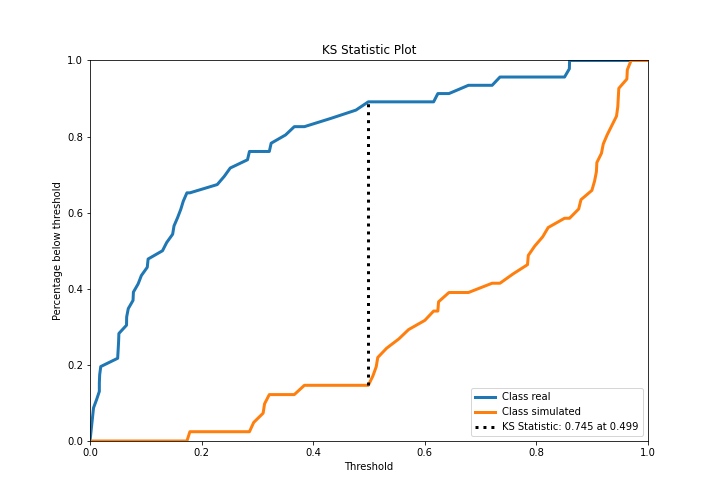 KS Statistic Plot
Percentage below threshold
1.0
0.8
0.6
0.4
0.2
0.0
0.0 0.2 0.4 0.6 0.8 1.0
Threshold
Class real
Class simulated
KS Statistic: 0.745 at 0.499